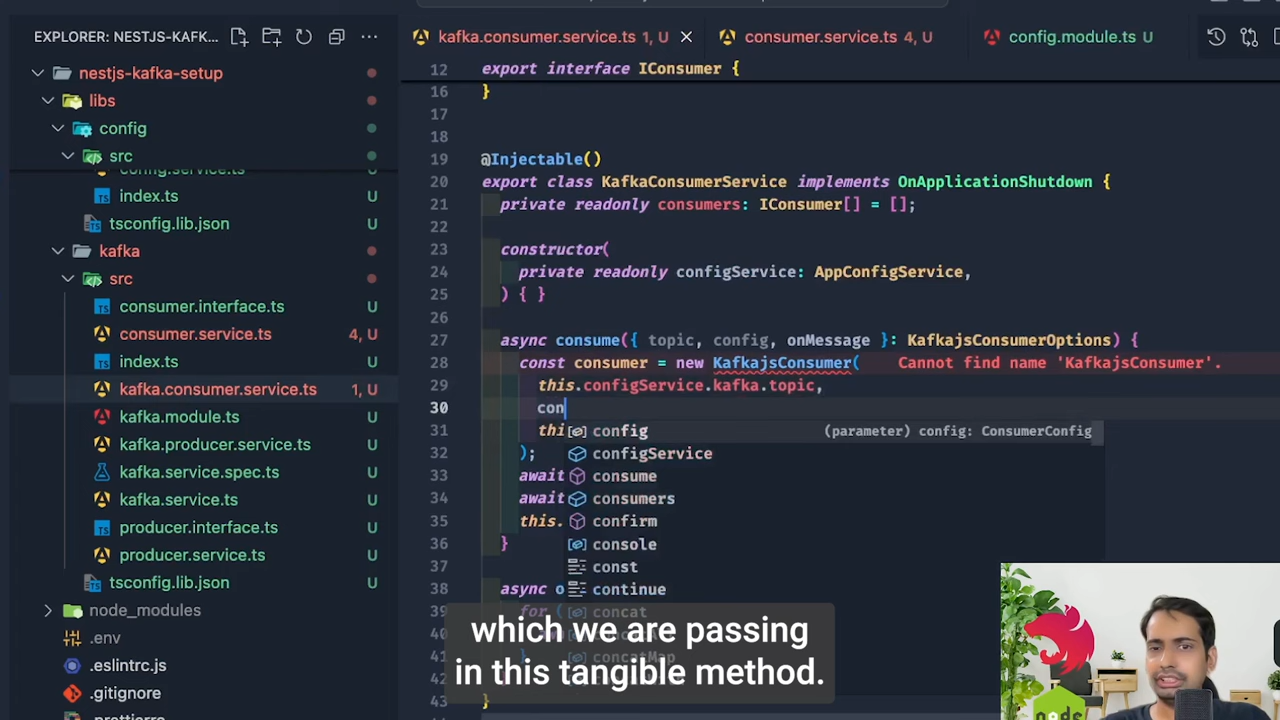 EXPLORER: NESTJS-KAF...
nestjs-kafka-setup
libs
config
src
index.ts
tsconfig.lib.json U
kafka
src
consumer.interface.ts U
consumer.service.ts 4, U
index.ts U
kafka.consumer.service.ts 1, U
kafka.module.ts U
kafka.producer.service.ts U
kafka.service.spec.ts U
kafka.service.ts U
producer.interface.ts U
producer.service.ts U
tsconfig.lib.json U
node_modules
.env
.eslintrc.js U
.gitignore U
kafka.consumer.service.ts 1, U
consumer.service.ts 4, U
config.module.ts U
12 export interface IConsumer {
16 }
17
18
19 @Injectable()
20 export class KafkaConsumerService implements OnApplicationShutdown {
21 private readonly consumers: IConsumer[] = [];
22
23 constructor(
24 private readonly configService: AppConfigService,
25 ) { }
26
27 async consume({ topic, config, onMessage }: KafkajsConsumerOptions) {
28 const consumer = new KafkajsConsumer( Cannot find name 'KafkajsConsumer'.
29 this.configService.kafka.topic,
30 con
31 thi config (parameter) config: ConsumerConfig
32 ); configService
33 await consume
34 await consumers
35 this. confirm
36 } console
37 const
38 async o continue
39 for ( concat
40
41 concatMap
43 }
which we are passing
in this tangible method.